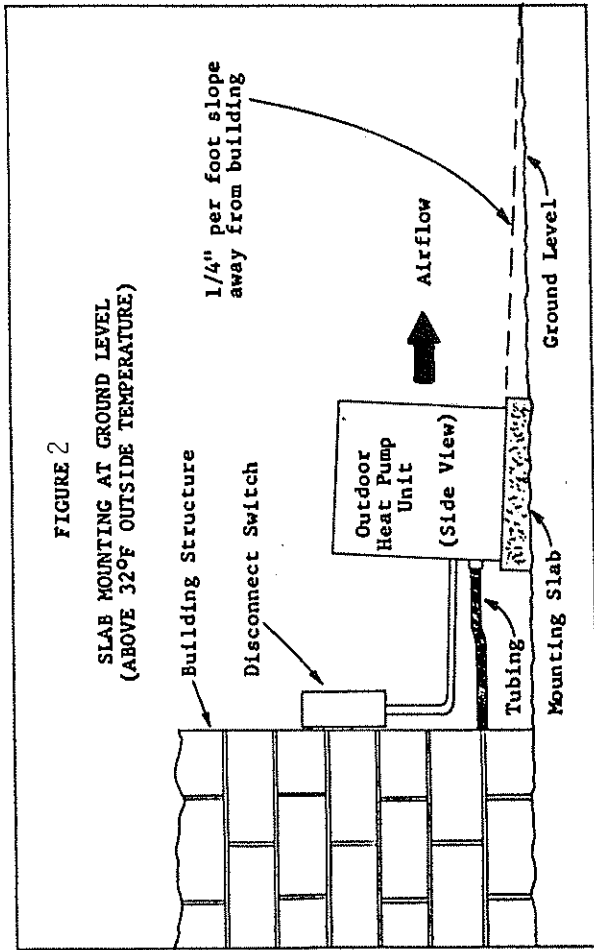 FIGURE 2
SLAB MOUNTING AT GROUND LEVEL
(ABOVE 32°F OUTSIDE TEMPERATURE)
Building Structure
Disconnect Switch
1/4" per foot slope
away from building
Outdoor
Heat Pump
Unit
(Side View)
Airflow
Tubing
Mounting Slab
Ground Level